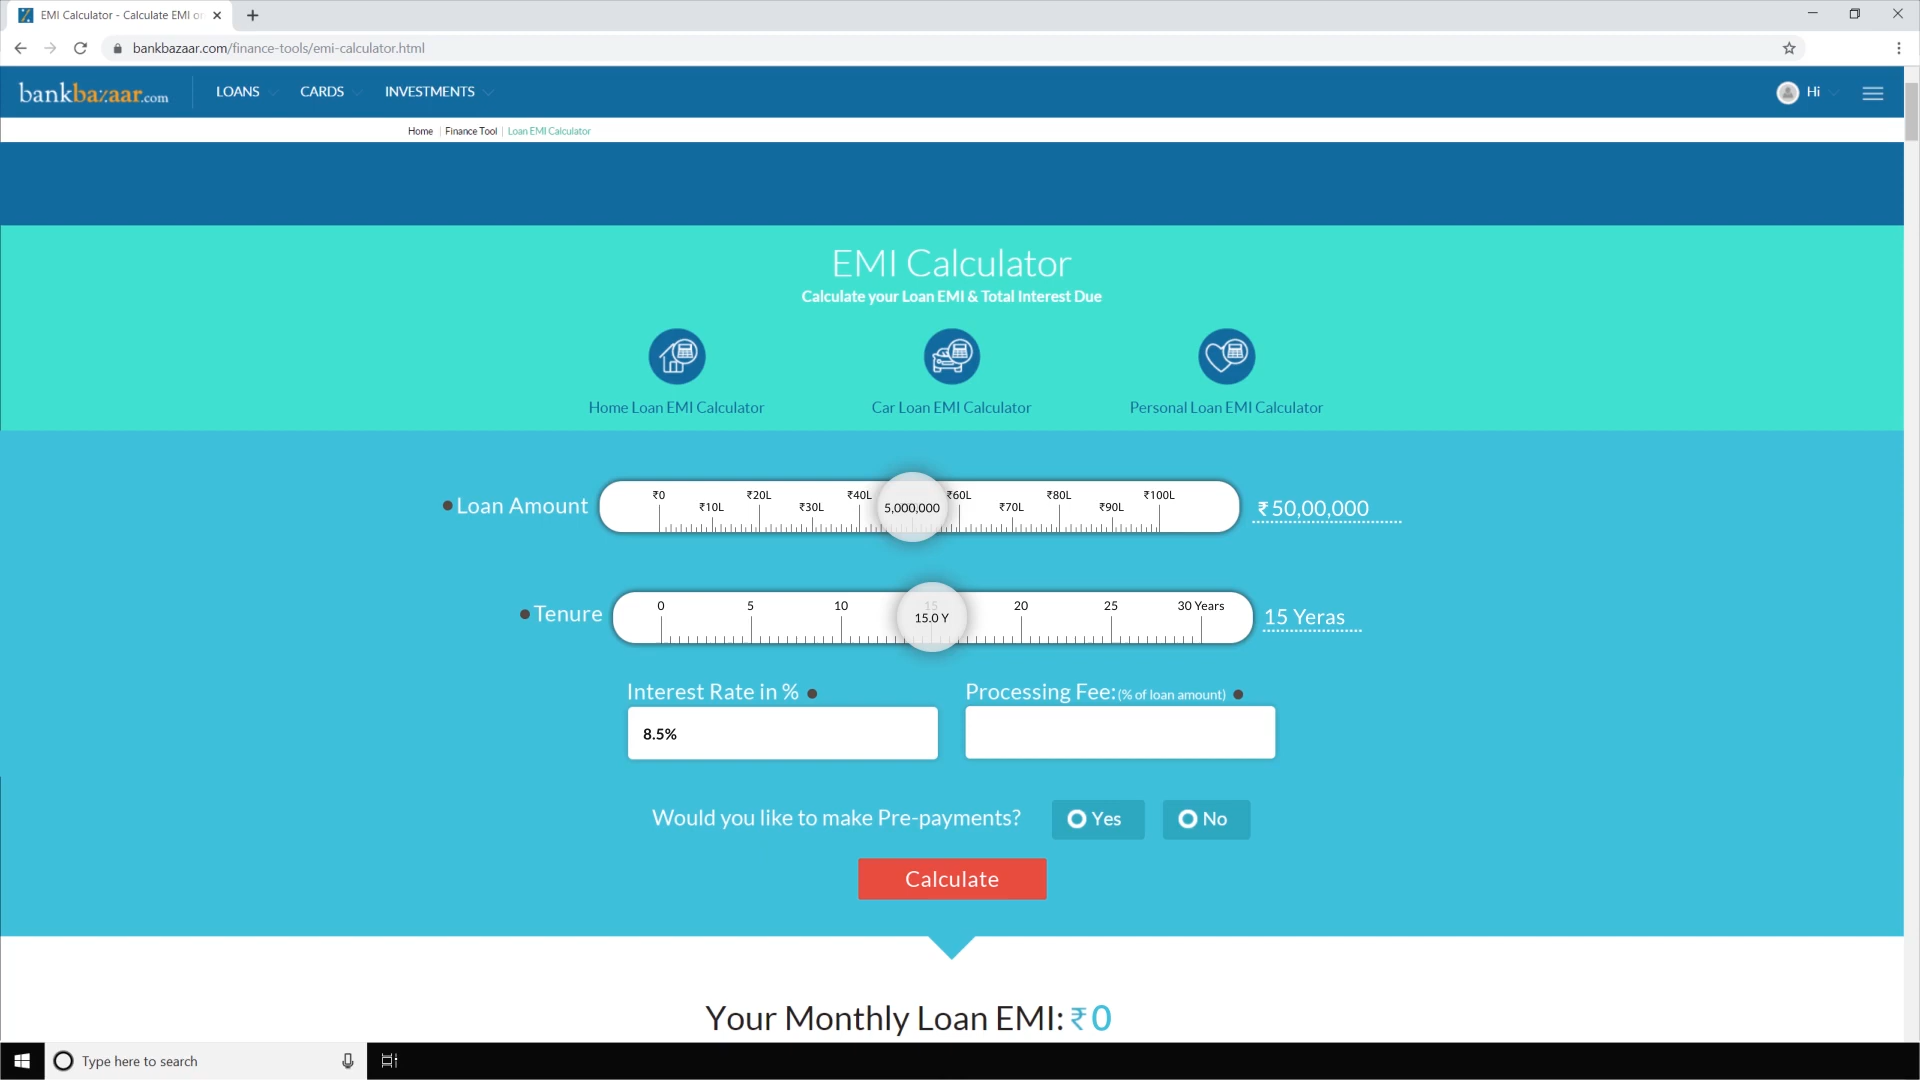 EMI Calculator - Calculate EMI or
bankbazaar.com/finance-tools/emi-calculator.html
bankbazaar.com LOANS CARDS INVESTMENTS Hi
Home Finance Tool Loan EMI Calculator
EMI Calculator
Calculate your Loan EMI & Total Interest Due
Home Loan EMI Calculator Car Loan EMI Calculator Personal Loan EMI Calculator
Loan Amount ₹0 ₹10L ₹20L ₹30L ₹40L 5,000,000 ₹60L ₹70L ₹80L ₹90L ₹100L ₹50,00,000
Tenure 0 5 10 15 15.0 Y 20 25 30 Years 15 Yeras
Interest Rate in % Processing Fee:(% of loan amount)
8.5%
Would you like to make Pre-payments? Yes No
Calculate
Your Monthly Loan EMI: ₹0
Type here to search